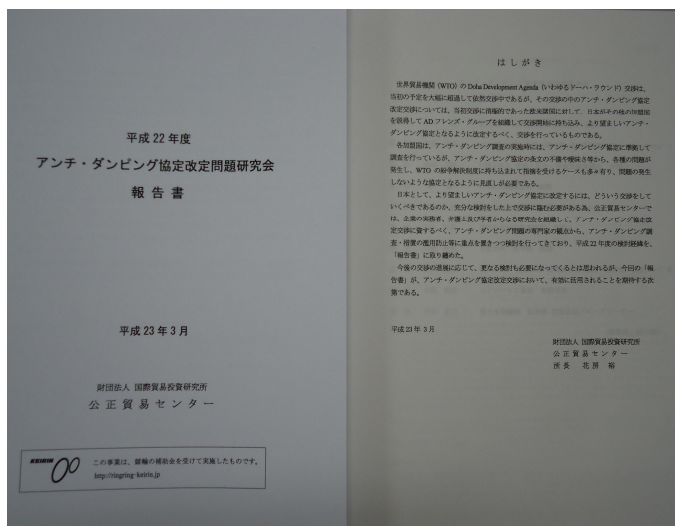 平成22年度
アンチ・ダンピング協定改定問題研究会
報告書
平成23年3月
財団法人 国際貿易投資研究所
公正貿易センター
KEIRIN
この事業は、競輪の補助金を受けて実施したものです。
http://ringring-keirin.jp
はしがき
世界貿易機関(WTO)のDoha Development Agenda(いわゆるドーハ・ラウンド)交渉は、
当初の予定を大幅に超過して依然交渉中であるが、その交渉の中のアンチ・ダンピング協定
改定交渉については、当初交渉に消極的であった欧米諸国に対して、日本がその他の加盟国
を説得してADフレンズ・グループを組織して交渉開始に持ち込み、より望ましいアンチ・
ダンピング協定となるように改定するべく、交渉を行っているものである。
各加盟国は、アンチ・ダンピング調査の実施時には、アンチ・ダンピング協定に準拠して
調査を行っているが、アンチ・ダンピング協定の条文の不備や曖昧さ等から、各種の問題が
発生し、WTOの紛争解決制度に持ち込まれて指摘を受けるケースも多々有り、問題の発生
しないような協定となるように見直しが必要である。
日本として、より望ましいアンチ・ダンピング協定に改定するには、どういう交渉をして
いくべきであるのか、充分な検討をした上で交渉に臨む必要がある為、公正貿易センターで
は、企業の実務者、弁護士及び学者からなる研究会を組織し、アンチ・ダンピング協定改
定交渉に資するべく、アンチ・ダンピング問題の専門家の観点から、アンチ・ダンピング調
査・措置の濫用防止等に重点を置きつつ検討を行ってきており、平成22年度の検討経緯を、
「報告書」に取り纏めた。
今後の交渉の進展に応じて、更なる検討も必要になってくるとは思われるが、今回の「報
告書」が、アンチ・ダンピング協定改定交渉において、有効に活用されることを期待する次
第である。
平成23年3月
財団法人 国際貿易投資研究所
公正貿易センター
所長 花房 裕